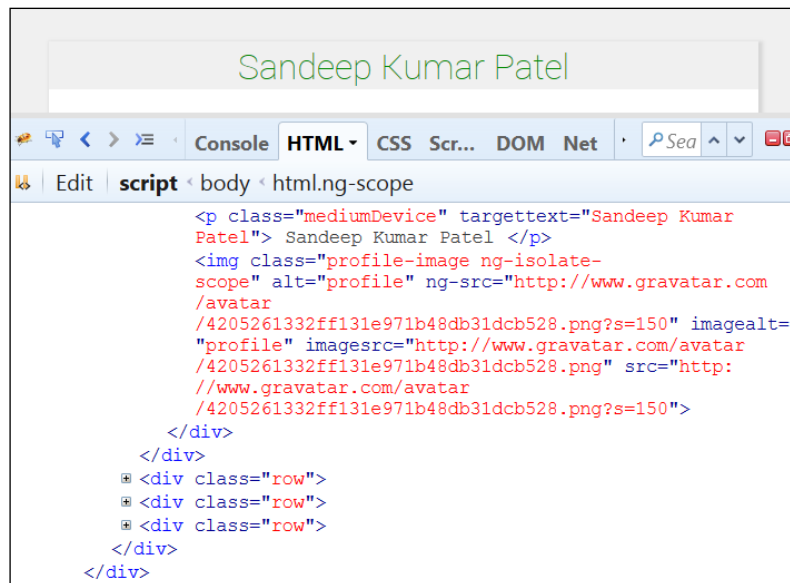 Sandeep Kumar Patel
Console HTML CSS Scr... DOM Net Sea
Edit script < body < html.ng-scope
<p class="mediumDevice" targettext="Sandeep Kumar
Patel"> Sandeep Kumar Patel </p>
<img class="profile-image ng-isolate-
scope" alt="profile" ng-src="http://www.gravatar.com
/avatar
/4205261332ff131e971b48db31dcb528.png?s=150" imagealt=
"profile" imagesrc="http://www.gravatar.com/avatar
/4205261332ff131e971b48db31dcb528.png" src="http:
//www.gravatar.com/avatar
/4205261332ff131e971b48db31dcb528.png?s=150">
</div>
</div>
<div class="row">
<div class="row">
<div class="row">
</div>
</div>